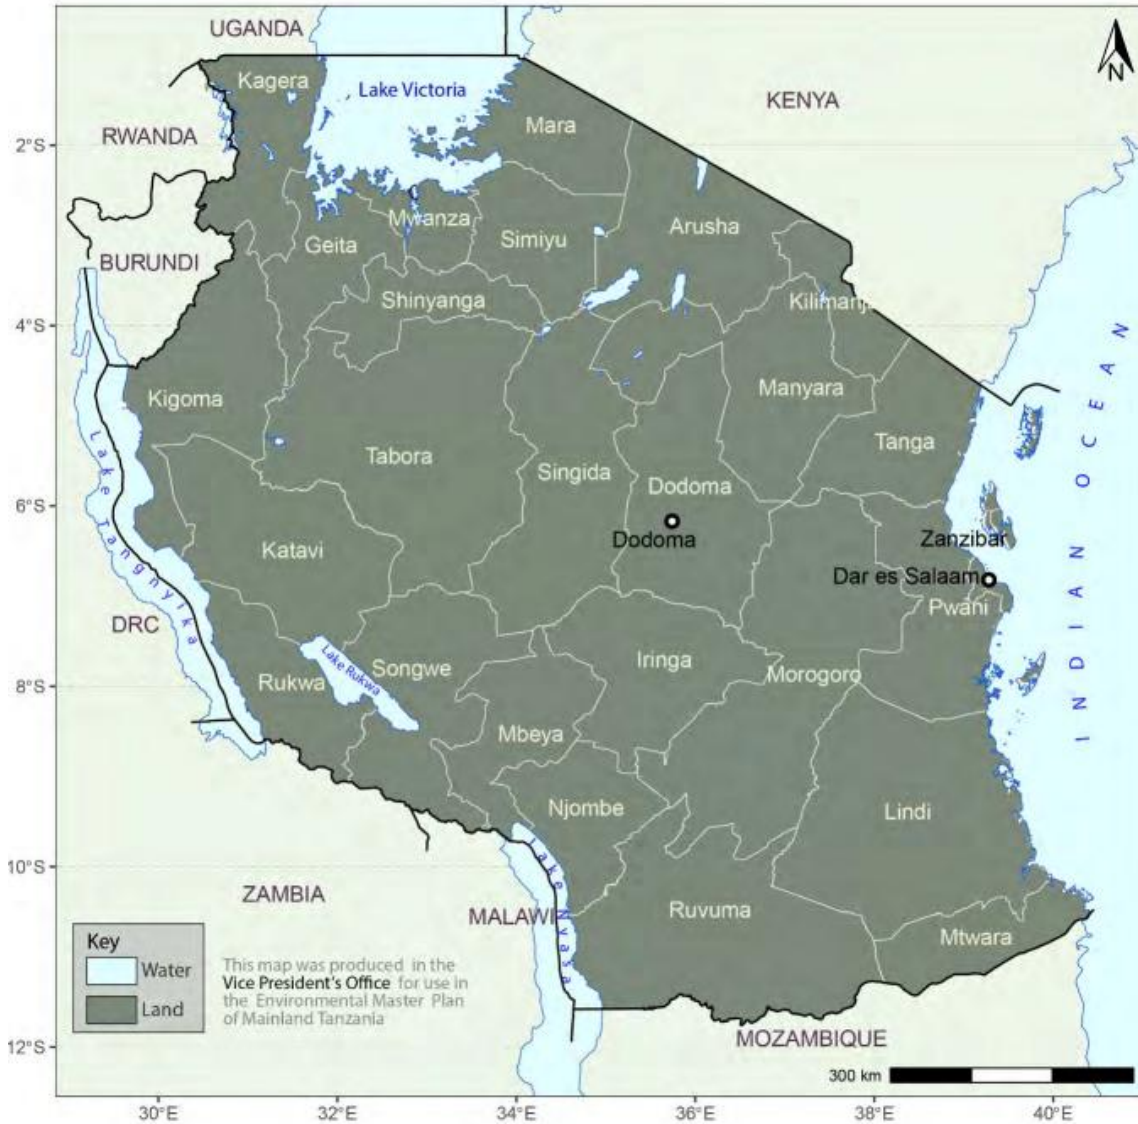 UGANDA
N
Kagera
Lake Victoria
KENYA
Mara
RWANDA
2°S
Mwanza
Arusha
Geita
Simiyu
BURUNDI
Shinyanga
Kilimanj
4°S
Kigoma
Manyara
INDIAN OCEAN
Lake Tangnyika
Tanga
Tabora
Singida
Dodoma
6°S
Dodoma
Zanzibar
Katavi
Dar es Salaam
Pwani
DRC
Lake Rukwa
Songwe
Iringa
Morogoro
Rukwa
8°S
Mbeya
Njombe
Lindi
10°S
Lake Nyasa
ZAMBIA
MALAWI
Ruvuma
Mtwara
Key
Water
Land
This map was produced in the
Vice President's Office for use in
the Environmental Master Plan
of Mainland Tanzania
MOZAMBIQUE
12°S
300 km
30°E
32°E
34°E
36°E
38°E
40°E